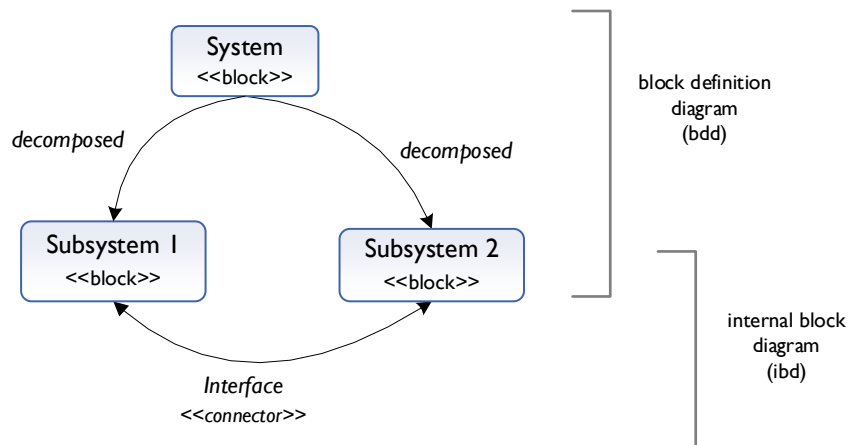 System
<<block>>
decomposed
decomposed
block definition
diagram
(bdd)
Subsystem 1
<<block>>
Subsystem 2
<<block>>
Interface
<<connector>>
internal block
diagram
(ibd)